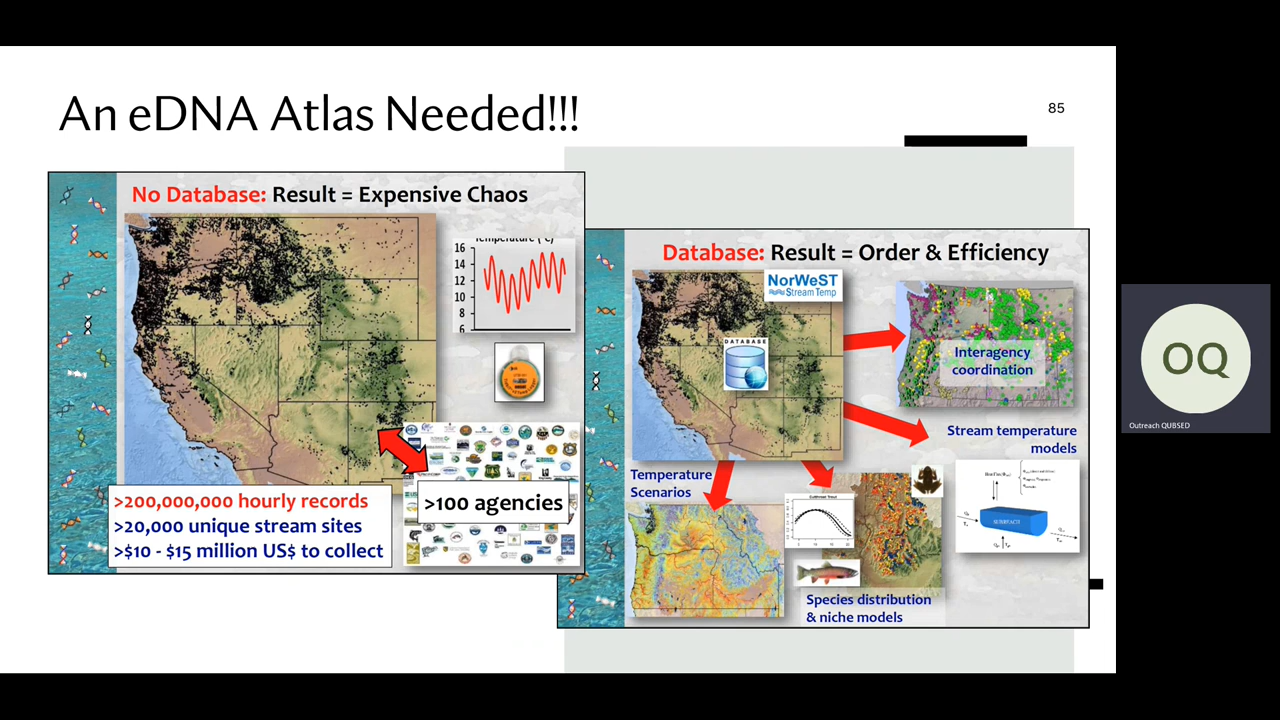 An eDNA Atlas Needed!!!
85
No Database: Result = Expensive Chaos
Temperature (°C)
16
14
12
10
8
6
>200,000,000 hourly records
>20,000 unique stream sites
>$10 - $15 million US$ to collect
>100 agencies
Database: Result = Order & Efficiency
NorWeST
Stream Temp
DATABASE
Interagency
coordination
Stream temperature
models
Temperature
Scenarios
Species distribution
& niche models
OQ
Outreach QUBSED